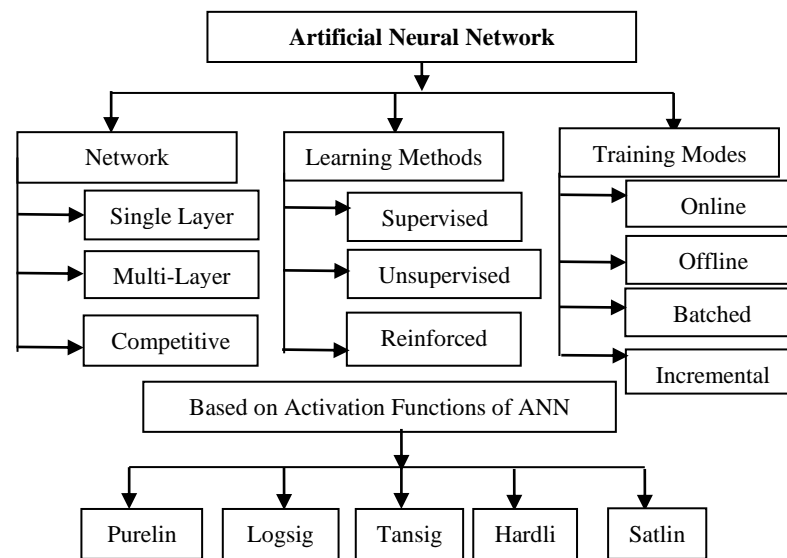 Artificial Neural Network
Network
Learning Methods
Training Modes
Single Layer
Multi-Layer
Competitive
Supervised
Unsupervised
Reinforced
Online
Offline
Batched
Incremental
Based on Activation Functions of ANN
Purelin
Logsig
Tansig
Hardli
Satlin